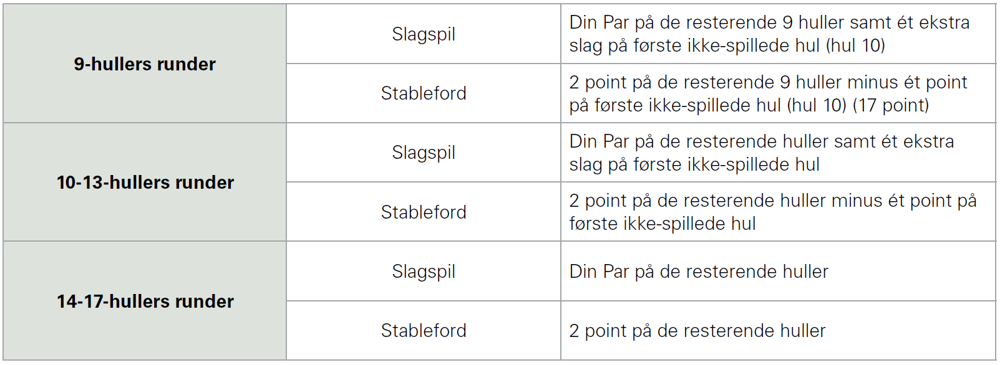 9-hullers runder
Slagspil
Din Par på de resterende 9 huller samt ét ekstra
slag på første ikke-spillede hul (hul 10)
Stableford
2 point på de resterende 9 huller minus ét point
på første ikke-spillede hul (hul 10) (17 point)
10-13-hullers runder
Slagspil
Din Par på de resterende huller samt ét ekstra
slag på første ikke-spillede hul
Stableford
2 point på de resterende huller minus ét point på
første ikke-spillede hul
14-17-hullers runder
Slagspil
Din Par på de resterende huller
Stableford
2 point på de resterende huller